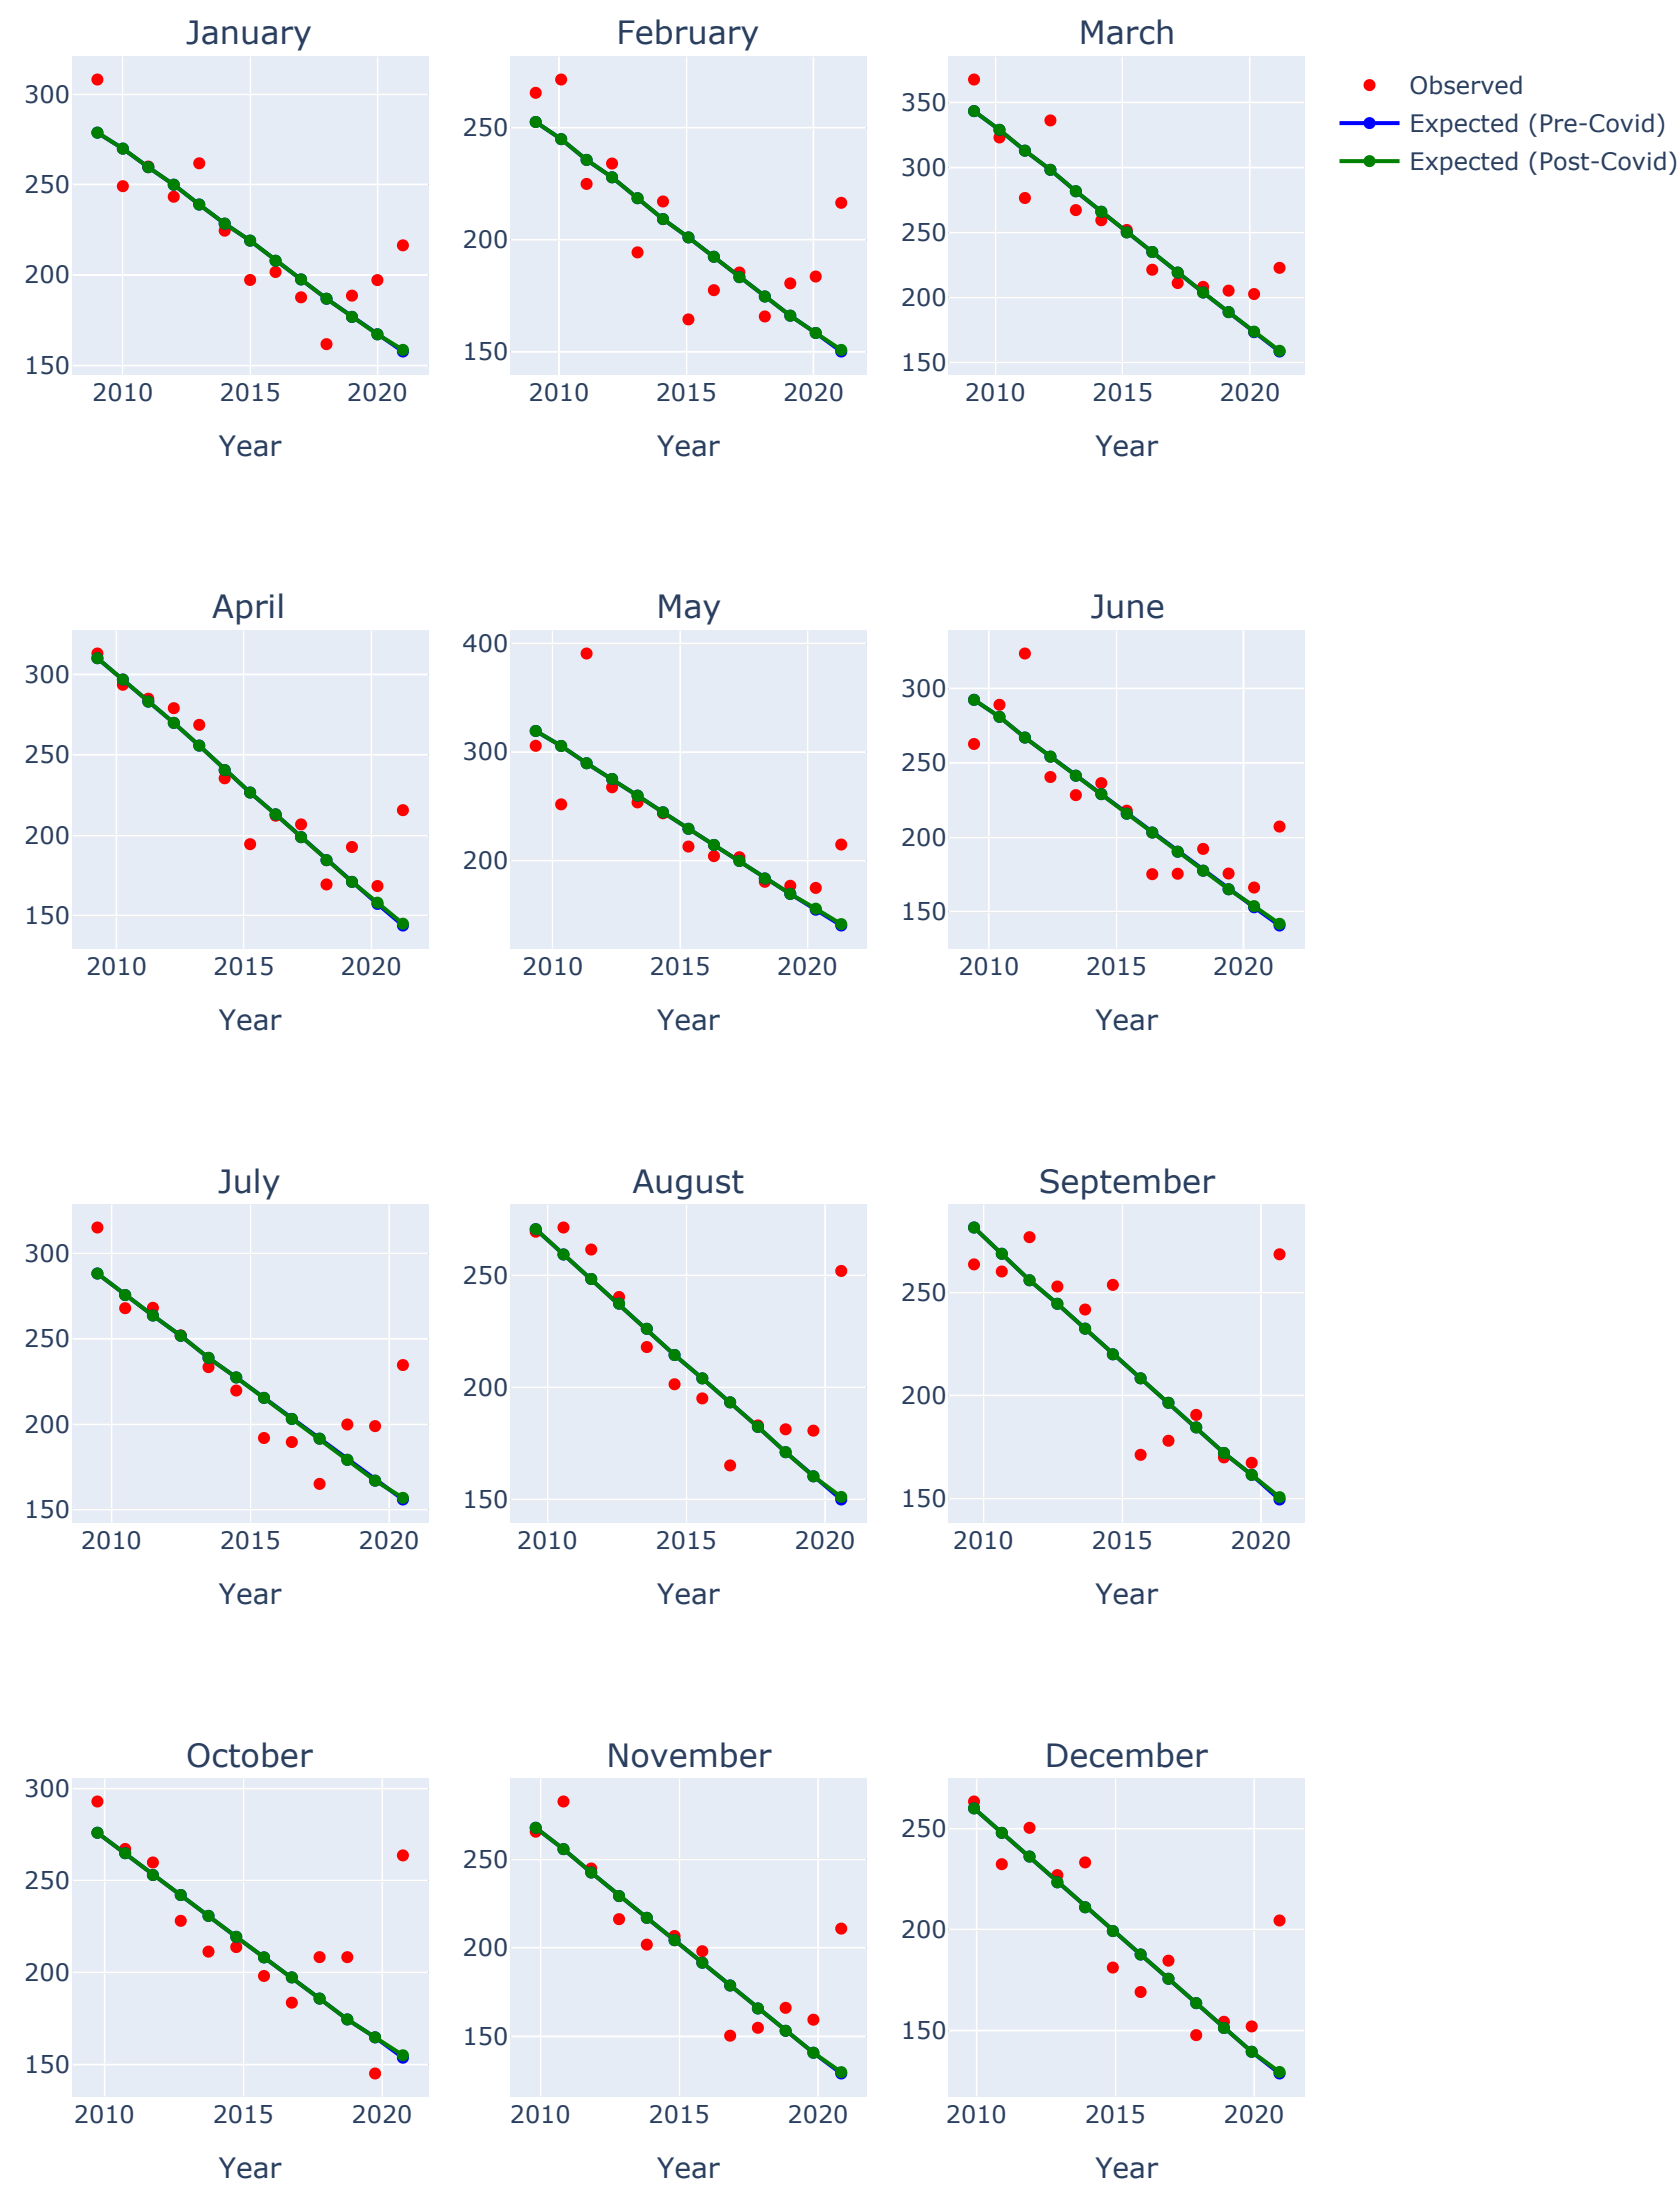 January
February
March
300
250
200
150
2010 2015 2020
Year
250
200
150
2010 2015 2020
Year
350
300
250
200
150
2010 2015 2020
Year
Observed
Expected (Pre-Covid)
Expected (Post-Covid)
April
May
June
300
250
200
150
2010 2015 2020
Year
400
300
200
2010 2015 2020
Year
300
250
200
150
2010 2015 2020
Year
July
August
September
300
250
200
150
2010 2015 2020
Year
250
200
150
2010 2015 2020
Year
250
200
150
2010 2015 2020
Year
October
November
December
300
250
200
150
2010 2015 2020
Year
250
200
150
2010 2015 2020
Year
250
200
150
2010 2015 2020
Year